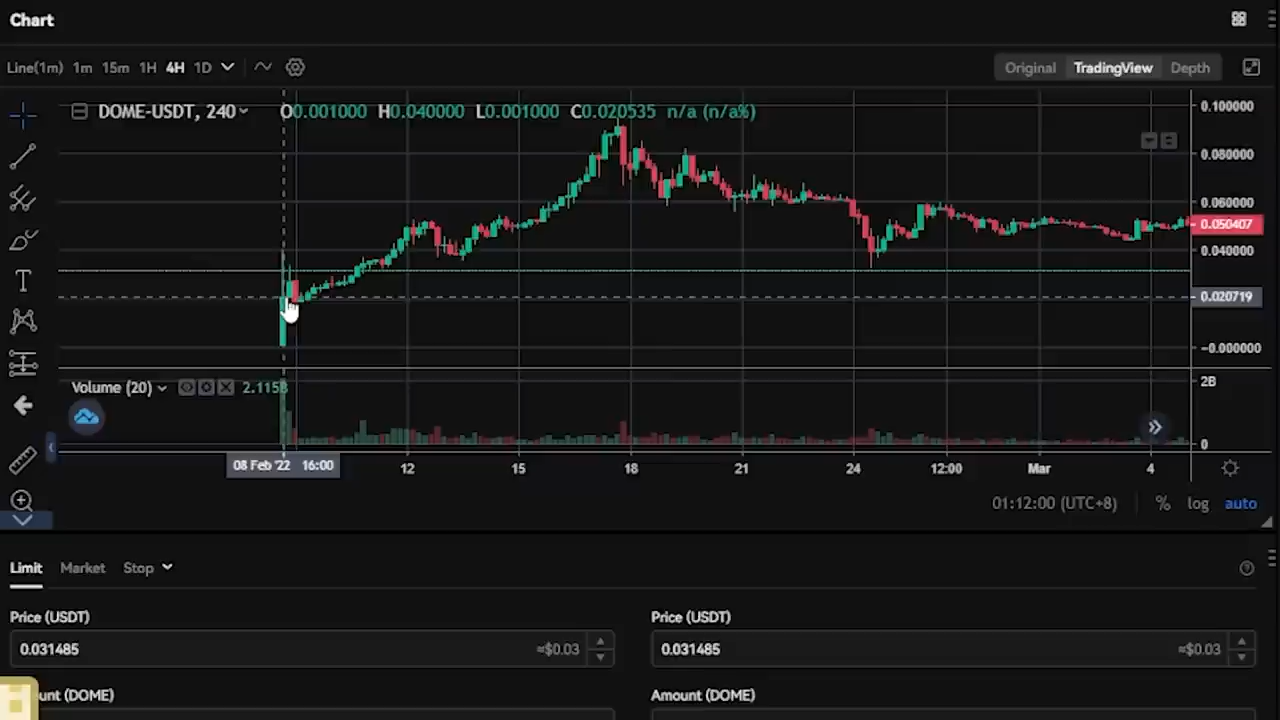 Chart
Line(1m) 1m 15m 1H 4H 1D
Original TradingView Depth
DOME-USDT, 240 O0.001000 H0.040000 L0.001000 C0.020535 n/a (n/a%)
0.100000
0.080000
0.060000
0.050407
0.040000
0.020719
−0.000000
Volume (20) 2.115B
2B
0
08 Feb '22 16:00 12 15 18 21 24 12:00 Mar 4
01:12:00 (UTC+8) % log auto
Limit Market Stop
Price (USDT) Price (USDT)
0.031485 ≈$0.03 0.031485 ≈$0.03
unt (DOME) Amount (DOME)